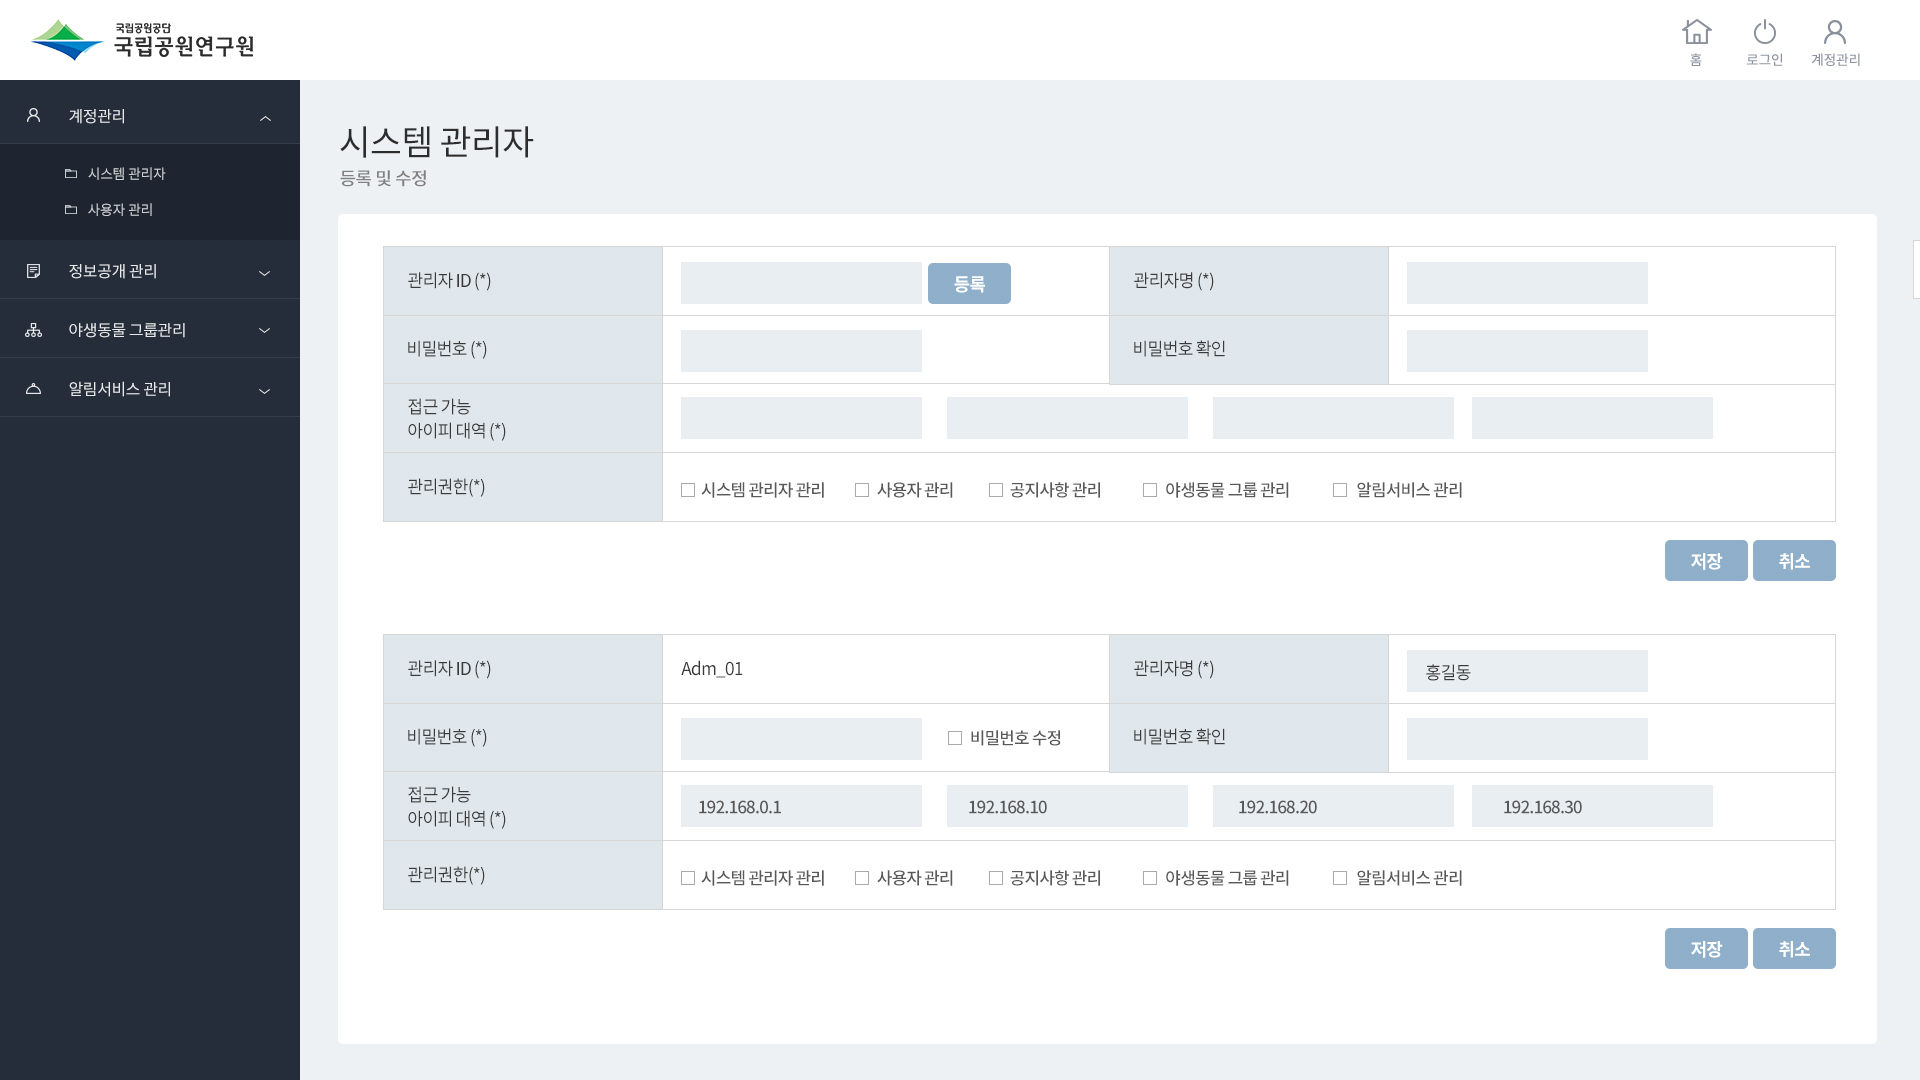 국립공원공단
국립공원연구원
홈
로그인
계정관리
계정관리
시스템 관리자
사용자 관리
정보공개 관리
야생동물 그룹관리
알림서비스 관리
시스템 관리자
등록 및 수정
관리자 ID (*)
등록
관리자명 (*)
비밀번호 (*)
비밀번호 확인
접근 가능
아이피 대역 (*)
관리권한(*)
시스템 관리자 관리
사용자 관리
공지사항 관리
야생동물 그룹 관리
알림서비스 관리
저장
취소
관리자 ID (*)
Adm_01
관리자명 (*)
홍길동
비밀번호 (*)
비밀번호 수정
비밀번호 확인
접근 가능
아이피 대역 (*)
192.168.0.1
192.168.10
192.168.20
192.168.30
관리권한(*)
시스템 관리자 관리
사용자 관리
공지사항 관리
야생동물 그룹 관리
알림서비스 관리
저장
취소